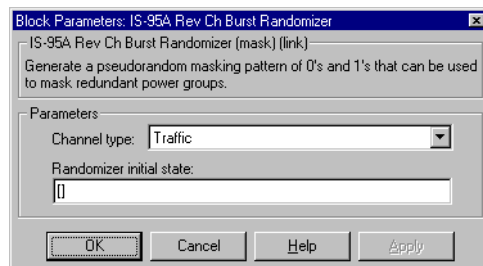 Block Parameters: IS-95A Rev Ch Burst Randomizer
IS-95A Rev Ch Burst Randomizer (mask) (link)
Generate a pseudorandom masking pattern of 0's and 1's that can be used
to mask redundant power groups.
Parameters
Channel type: Traffic
Randomizer initial state:
[]
OK Cancel Help Apply